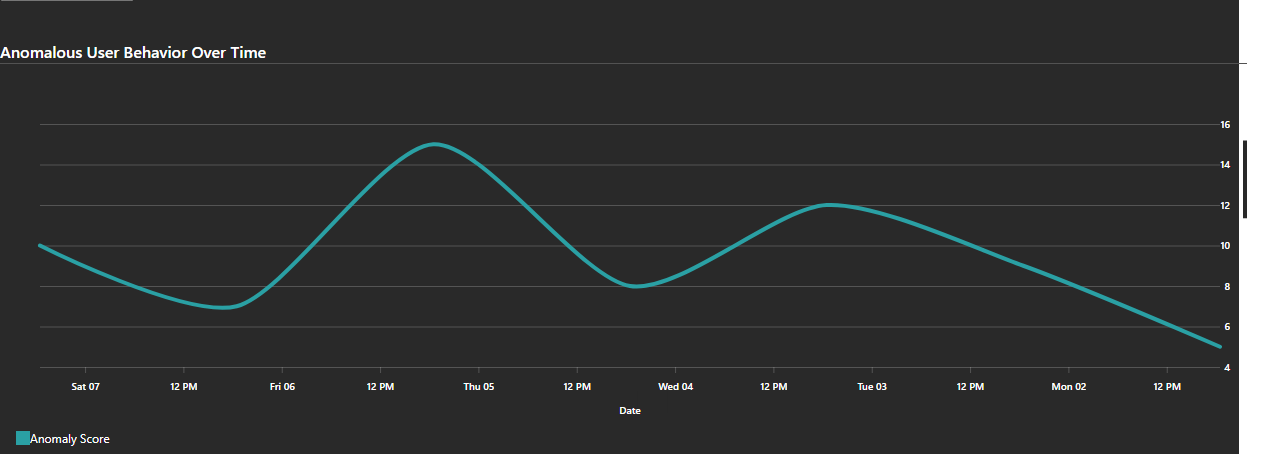 Anomalous User Behavior Over Time
16
14
12
10
8
6
4
Sat 07 12 PM Fri 06 12 PM Thu 05 12 PM Wed 04 12 PM Tue 03 12 PM Mon 02 12 PM
Date
Anomaly Score